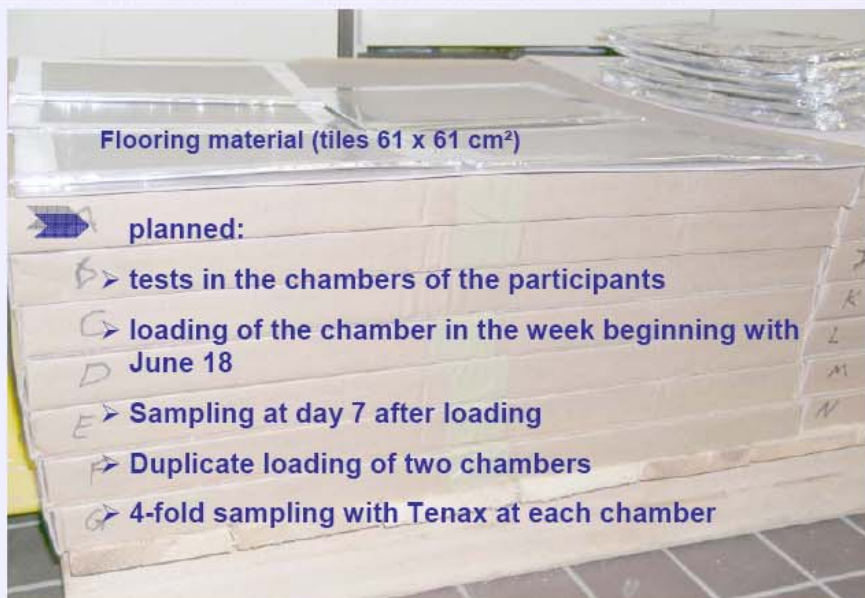 Flooring material (tiles 61 x 61 cm²)
planned:
➢ tests in the chambers of the participants
➢ loading of the chamber in the week beginning with
June 18
➢ Sampling at day 7 after loading
➢ Duplicate loading of two chambers
➢ 4-fold sampling with Tenax at each chamber
B
C
D
E
F
G
K
L
M
N